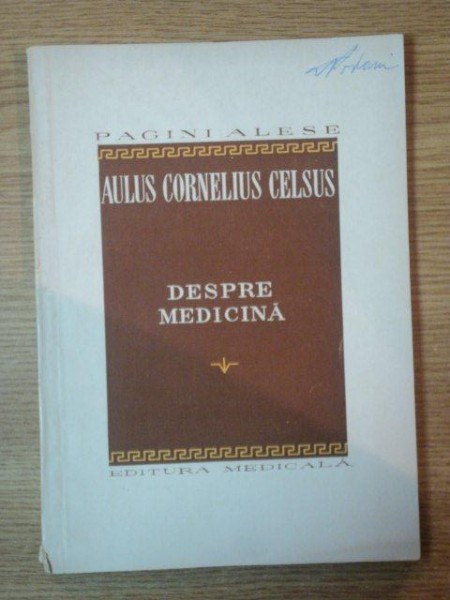 PAGINI ALESE
AULUS CORNELIUS CELSUS
DESPRE
MEDICINĂ
EDITURA MEDICALĂ